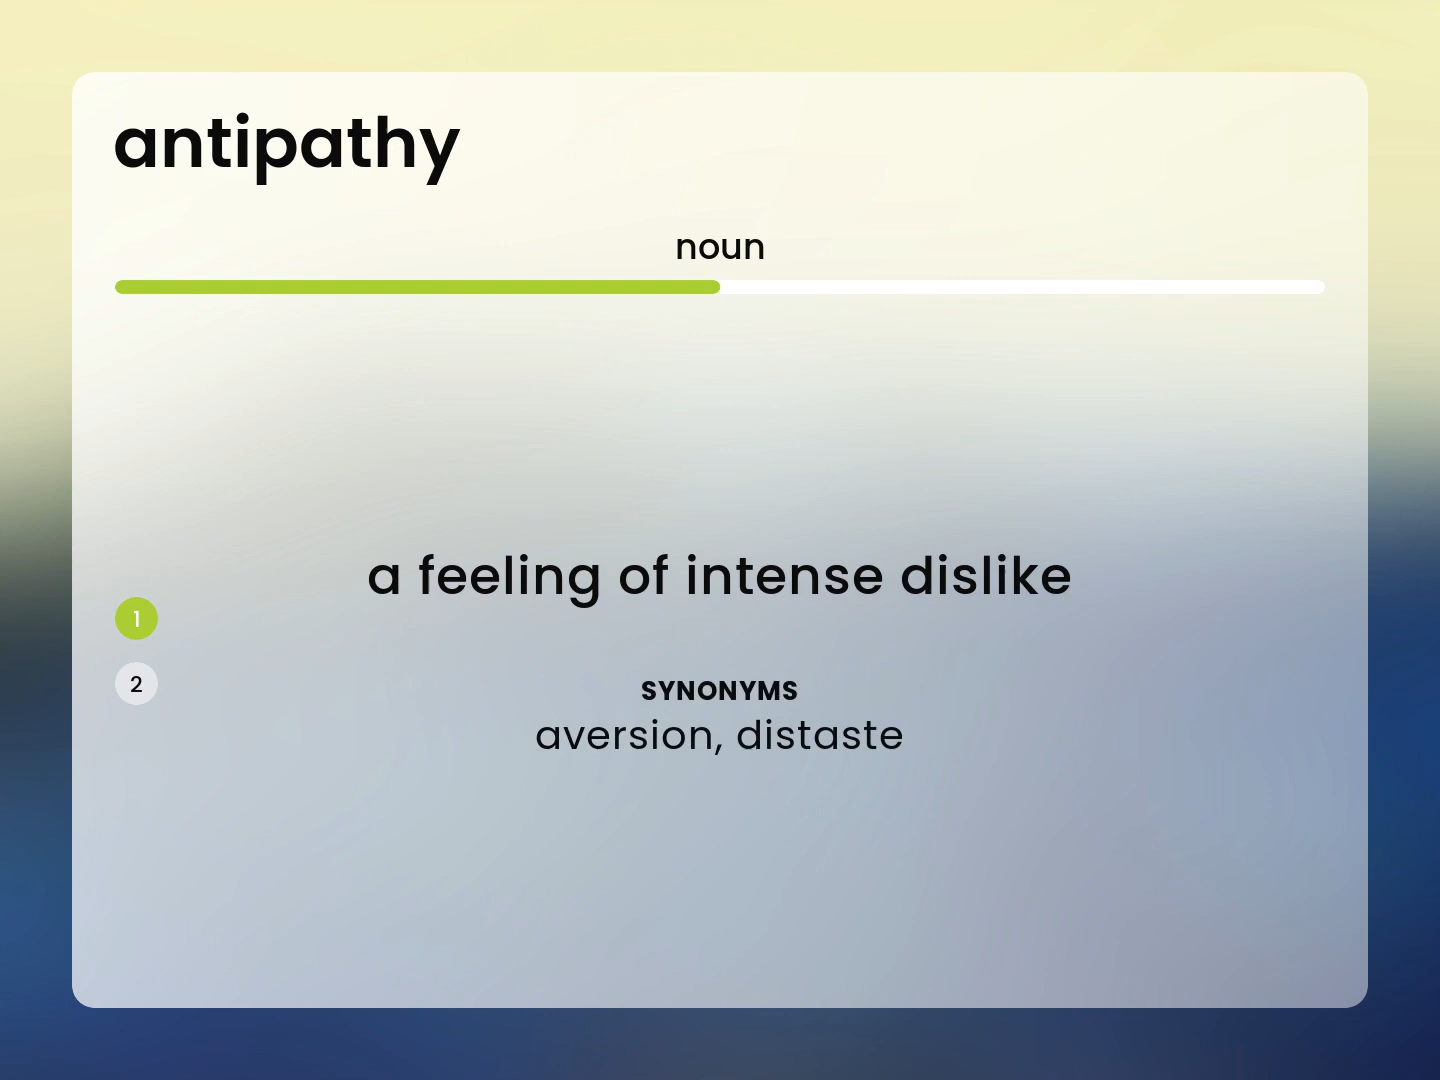 antipathy
noun
a feeling of intense dislike
1
2
SYNONYMS
aversion, distaste